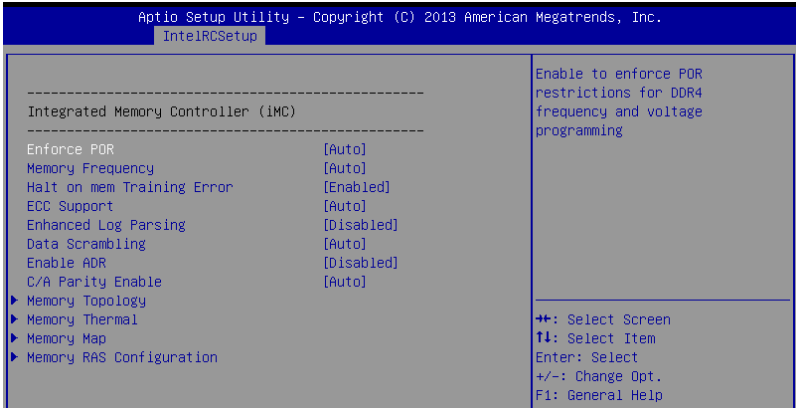 Aptio Setup Utility – Copyright (C) 2013 American Megatrends, Inc.
IntelRCSetup
------------------------------------------------
Integrated Memory Controller (iMC)
------------------------------------------------
Enforce POR [Auto]
Memory Frequency [Auto]
Halt on mem Training Error [Enabled]
ECC Support [Auto]
Enhanced Log Parsing [Disabled]
Data Scrambling [Auto]
Enable ADR [Disabled]
C/A Parity Enable [Auto]
Memory Topology
Memory Thermal
Memory Map
Memory RAS Configuration
Enable to enforce POR
restrictions for DDR4
frequency and voltage
programming
→←: Select Screen
↑↓: Select Item
Enter: Select
+/-: Change Opt.
F1: General Help